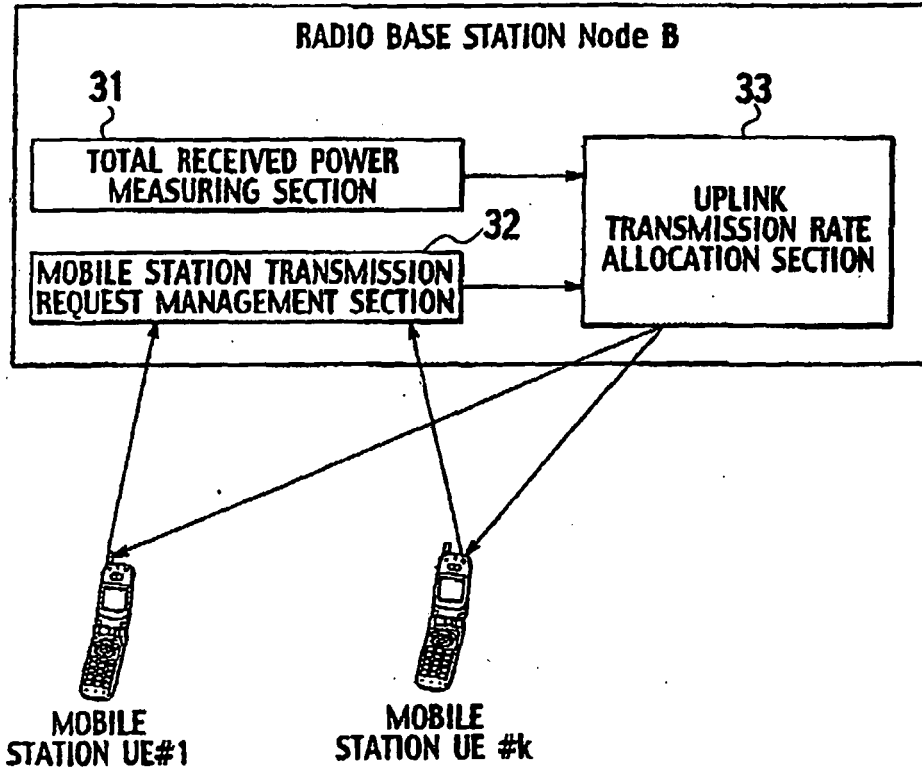 RADIO BASE STATION Node B
31
33
TOTAL RECEIVED POWER
MEASURING SECTION
32
MOBILE STATION TRANSMISSION
REQUEST MANAGEMENT SECTION
UPLINK
TRANSMISSION RATE
ALLOCATION SECTION
MOBILE
STATION UE#1
MOBILE
STATION UE #k